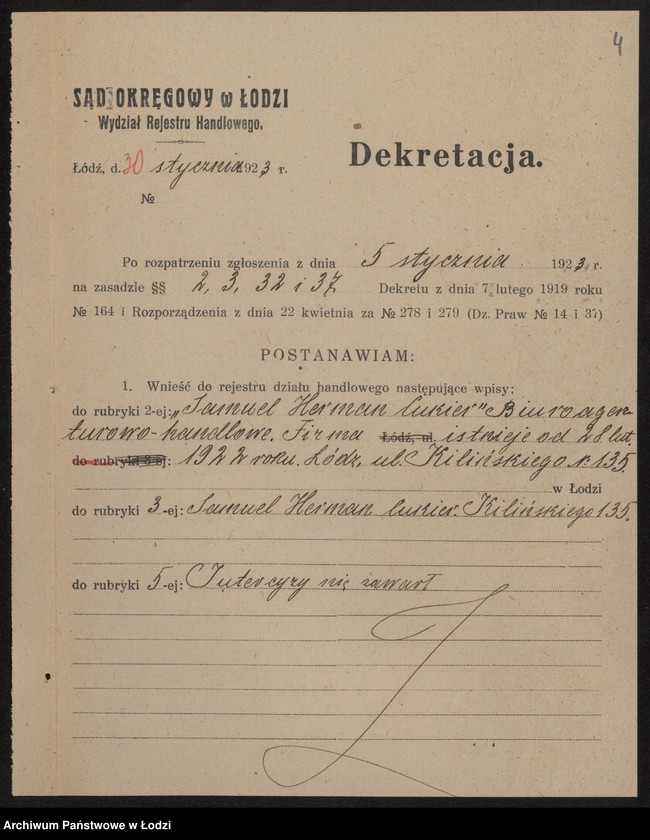 4
SĄD OKRĘGOWY w ŁODZI
Wydział Rejestru Handlowego.
Łódź, d. 30 stycznia 1923 r.
Dekretacja.
№
Po rozpatrzeniu zgłoszenia z dnia 5 stycznia 1923 r.
na zasadzie §§ 2, 3, 32 i 37 Dekretu z dnia 7 lutego 1919 roku
№ 164 i Rozporządzenia z dnia 22 kwietnia za № 278 i 279 (Dz. Praw № 14 i 37)
POSTANAWIAM:
1. Wnieść do rejestru działu handlowego następujące wpisy:
do rubryki 2-ej: „Samuel Herman Cukier" Biuro agen-
turowo-handlowe. Firma Łódź, ul. istnieje od 28 lut.
do rubryki 3-ej: 1922 roku. Łódź, ul. Kilińskiego № 135.
w Łodzi
do rubryki 3-ej: Samuel Herman Cukier. Kilińskiego 135.
do rubryki 5-ej: Intercyzy nie zawarł
Archiwum Państwowe w Łodzi